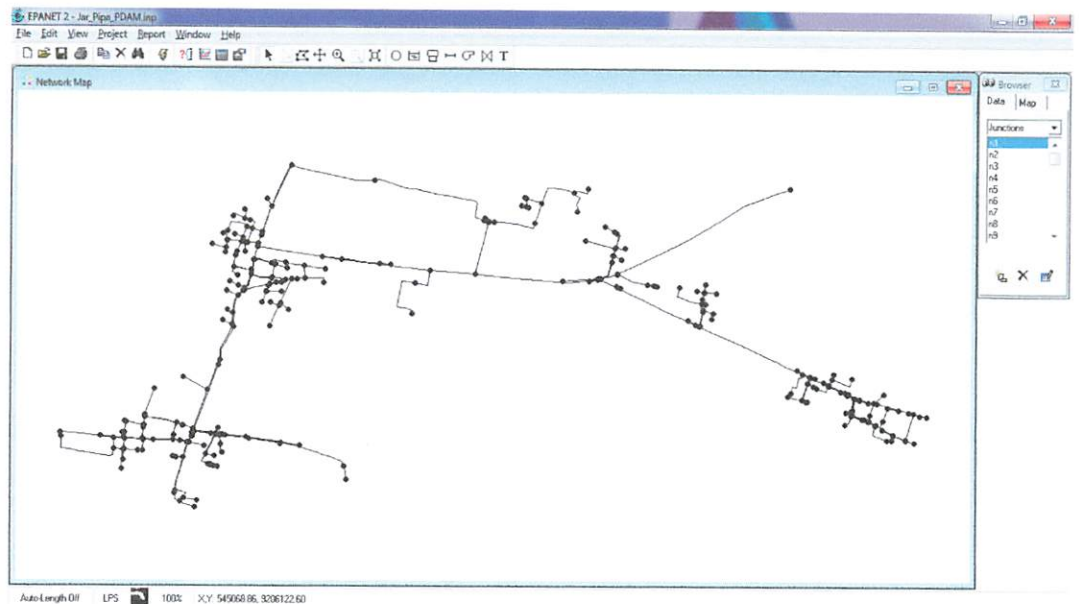 EPANET 2 - Jar_Pipa_PDAM.inp
File Edit View Project Report Window Help
T
Network Map
Browser
Data Map
Junctions
n1
n2
n3
n4
n5
n6
n7
n8
n9
Auto-Length Off LPS 100% X,Y: 545068.86, 9206122.60